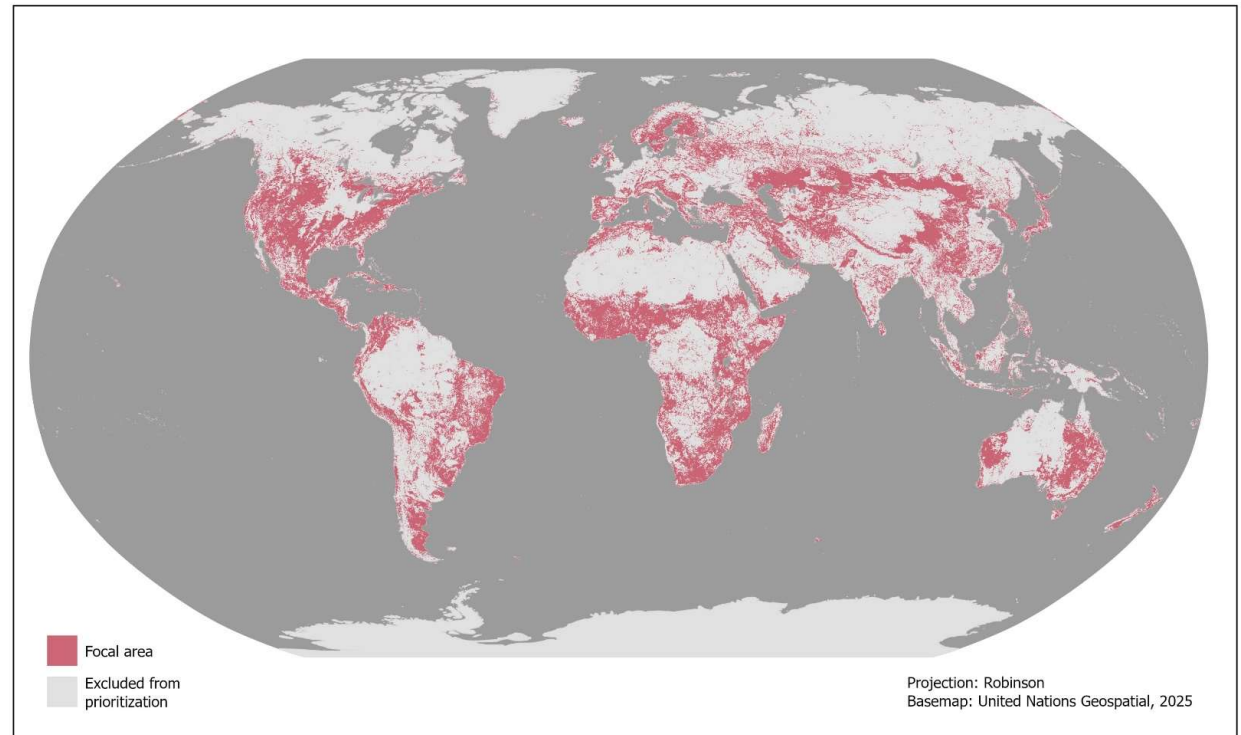 Focal area
Excluded from
prioritization
Projection: Robinson
Basemap: United Nations Geospatial, 2025